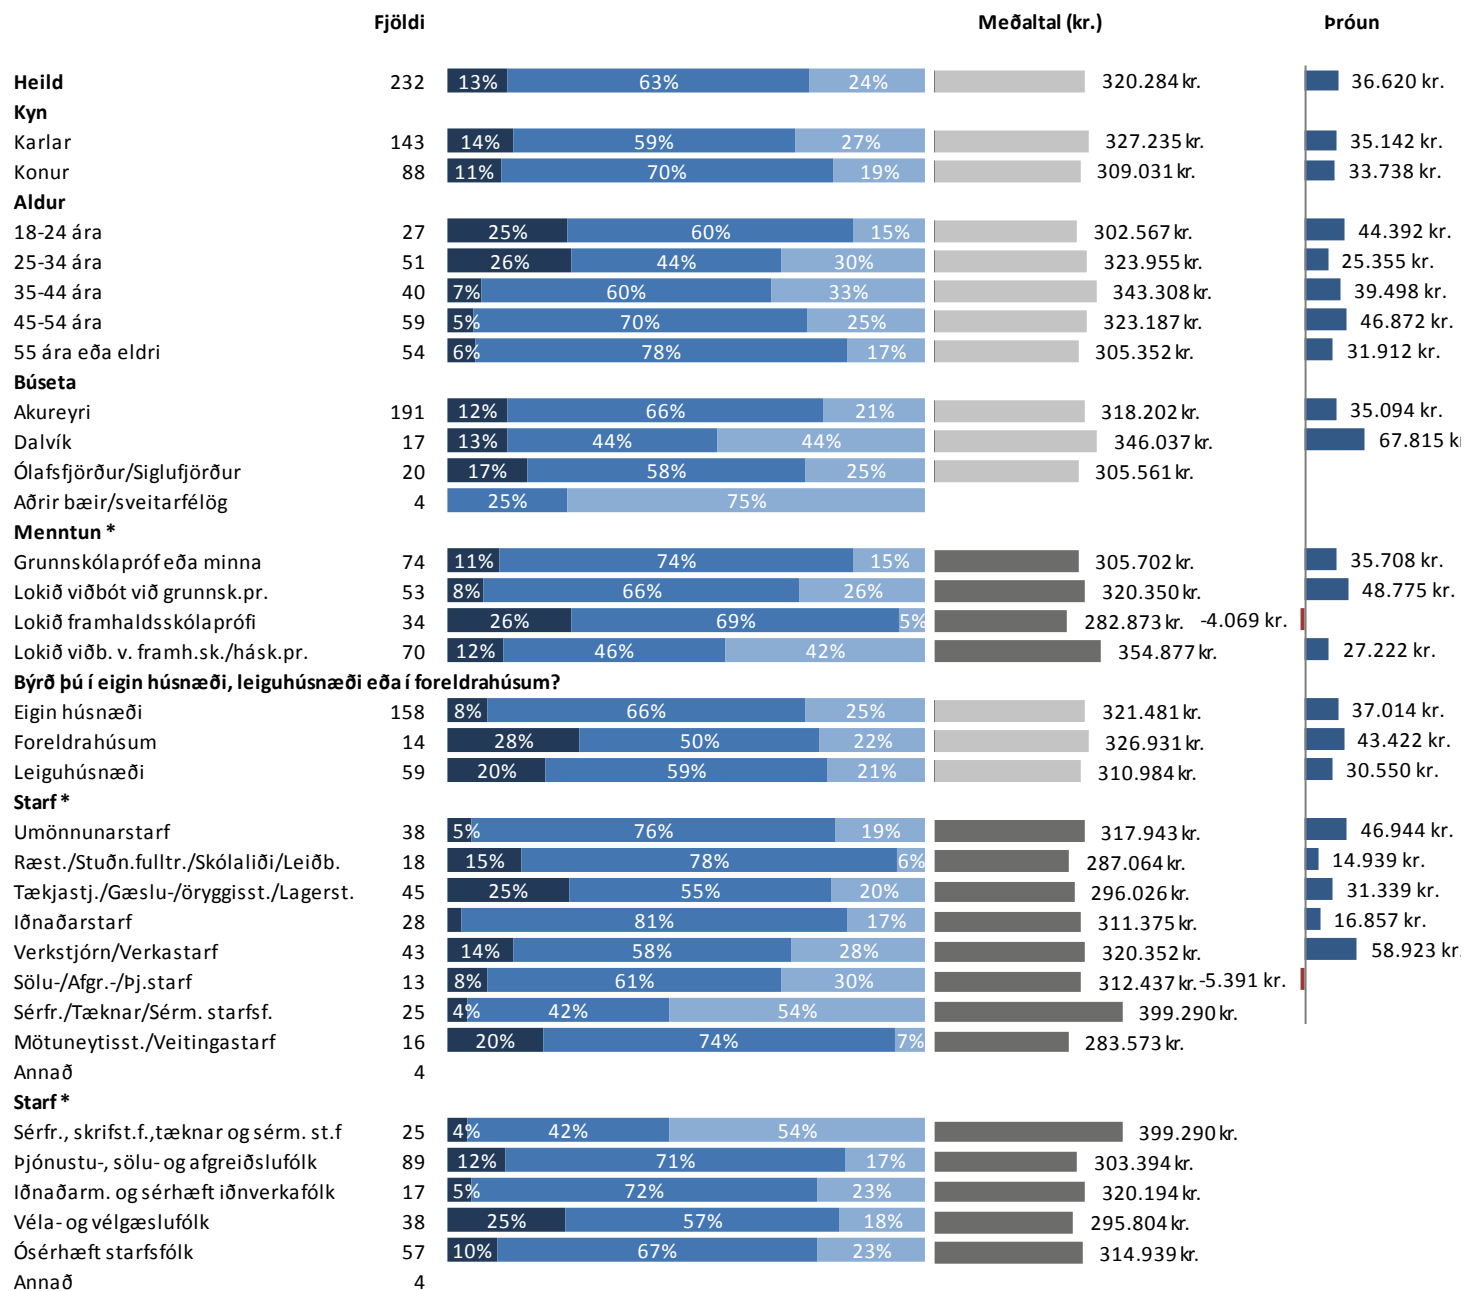 Fjöldi Meðaltal (kr.) Þróun
Heild 232 13% 63% 24% 320.284 kr. 36.620 kr.
Kyn
Karlar 143 14% 59% 27% 327.235 kr. 35.142 kr.
Konur 88 11% 70% 19% 309.031 kr. 33.738 kr.
Aldur
18-24 ára 27 25% 60% 15% 302.567 kr. 44.392 kr.
25-34 ára 51 26% 44% 30% 323.955 kr. 25.355 kr.
35-44 ára 40 7% 60% 33% 343.308 kr. 39.498 kr.
45-54 ára 59 5% 70% 25% 323.187 kr. 46.872 kr.
55 ára eða eldri 54 6% 78% 17% 305.352 kr. 31.912 kr.
Búseta
Akureyri 191 12% 66% 21% 318.202 kr. 35.094 kr.
Dalvík 17 13% 44% 44% 346.037 kr. 67.815 kr
Ólafsfjörður/Siglufjörður 20 17% 58% 25% 305.561 kr.
Aðrir bæir/sveitarfélög 4 25% 75%
Menntun *
Grunnskólapróf eða minna 74 11% 74% 15% 305.702 kr. 35.708 kr.
Lokið viðbót við grunnsk.pr. 53 8% 66% 26% 320.350 kr. 48.775 kr.
Lokið framhaldsskólaprófi 34 26% 69% 5% 282.873 kr. -4.069 kr.
Lokið viðb. v. framh.sk./hásk.pr. 70 12% 46% 42% 354.877 kr. 27.222 kr.
Býrð þú í eigin húsnæði, leiguhúsnæði eða í foreldrahúsum?
Eigin húsnæði 158 8% 66% 25% 321.481 kr. 37.014 kr.
Foreldrahúsum 14 28% 50% 22% 326.931 kr. 43.422 kr.
Leiguhúsnæði 59 20% 59% 21% 310.984 kr. 30.550 kr.
Starf *
Umönnunarstarf 38 5% 76% 19% 317.943 kr. 46.944 kr.
Ræst./Stuðn.fulltr./Skólaliði/Leiðb. 18 15% 78% 6% 287.064 kr. 14.939 kr.
Tækjastj./Gæslu-/öryggisst./Lagerst. 45 25% 55% 20% 296.026 kr. 31.339 kr.
Iðnaðarstarf 28 81% 17% 311.375 kr. 16.857 kr.
Verkstjórn/Verkastarf 43 14% 58% 28% 320.352 kr. 58.923 kr.
Sölu-/Afgr.-/Þj.starf 13 8% 61% 30% 312.437 kr. -5.391 kr.
Sérfr./Tæknar/Sérm. starfsf. 25 4% 42% 54% 399.290 kr.
Mötuneytisst./Veitingastarf 16 20% 74% 7% 283.573 kr.
Annað 4
Starf *
Sérfr., skrifst.f.,tæknar og sérm. st.f 25 4% 42% 54% 399.290 kr.
Þjónustu-, sölu- og afgreiðslufólk 89 12% 71% 17% 303.394 kr.
Iðnaðarm. og sérhæft iðnverkafólk 17 5% 72% 23% 320.194 kr.
Véla- og vélgæslufólk 38 25% 57% 18% 295.804 kr.
Ósérhæft starfsfólk 57 10% 67% 23% 314.939 kr.
Annað 4